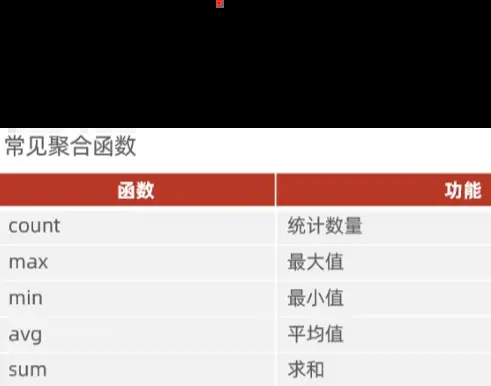 常见聚合函数
函数 功能
count 统计数量
max 最大值
min 最小值
avg 平均值
sum 求和